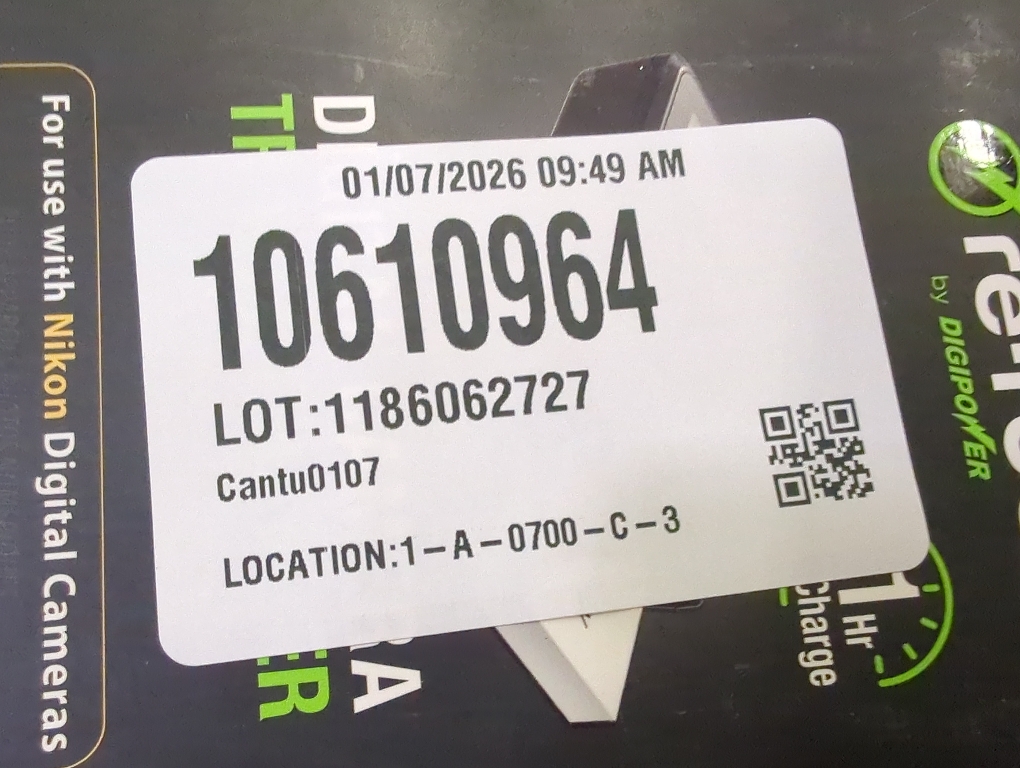 01/07/2026 09:49 AM
10610964
LOT:1186062727
Cantu0107
LOCATION:1-A-0700-C-3
For use with Nikon Digital Cameras
by DIGIPOWER
1 Hr
Charge